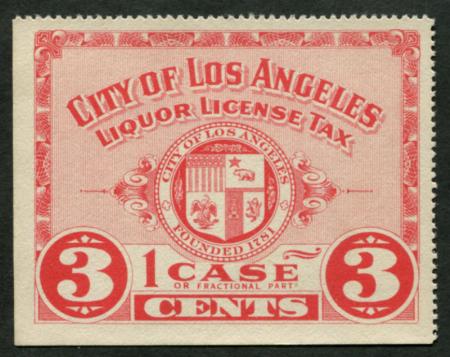 CITY OF LOS ANGELES
LIQUOR LICENSE TAX
CITY OF LOS ANGELES
FOUNDED 1781
3 1 CASE 3
OR FRACTIONAL PART
CENTS